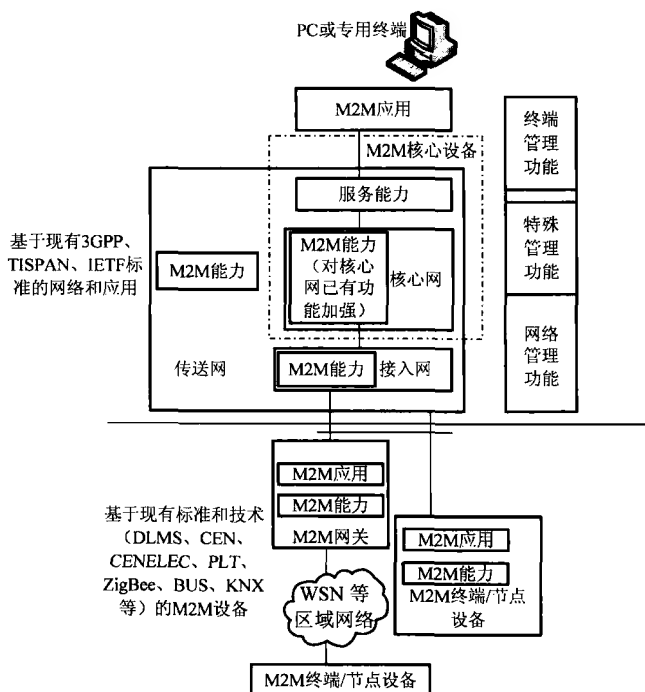 PC或专用终端
M2M应用
M2M核心设备
服务能力
M2M能力
（对核心
网已有功
能加强）
核心网
M2M能力
传送网
M2M能力
接入网
基于现有3GPP、
TISPAN、IETF标
准的网络和应用
终端
管理
功能
特殊
管理
功能
网络
管理
功能
M2M应用
M2M能力
M2M网关
基于现有标准和技术
（DLMS、CEN、
CENELEC、PLT、
ZigBee、BUS、KNX
等）的M2M设备
WSN 等
区域网络
M2M应用
M2M能力
M2M终端/节点
设备
M2M终端/节点设备